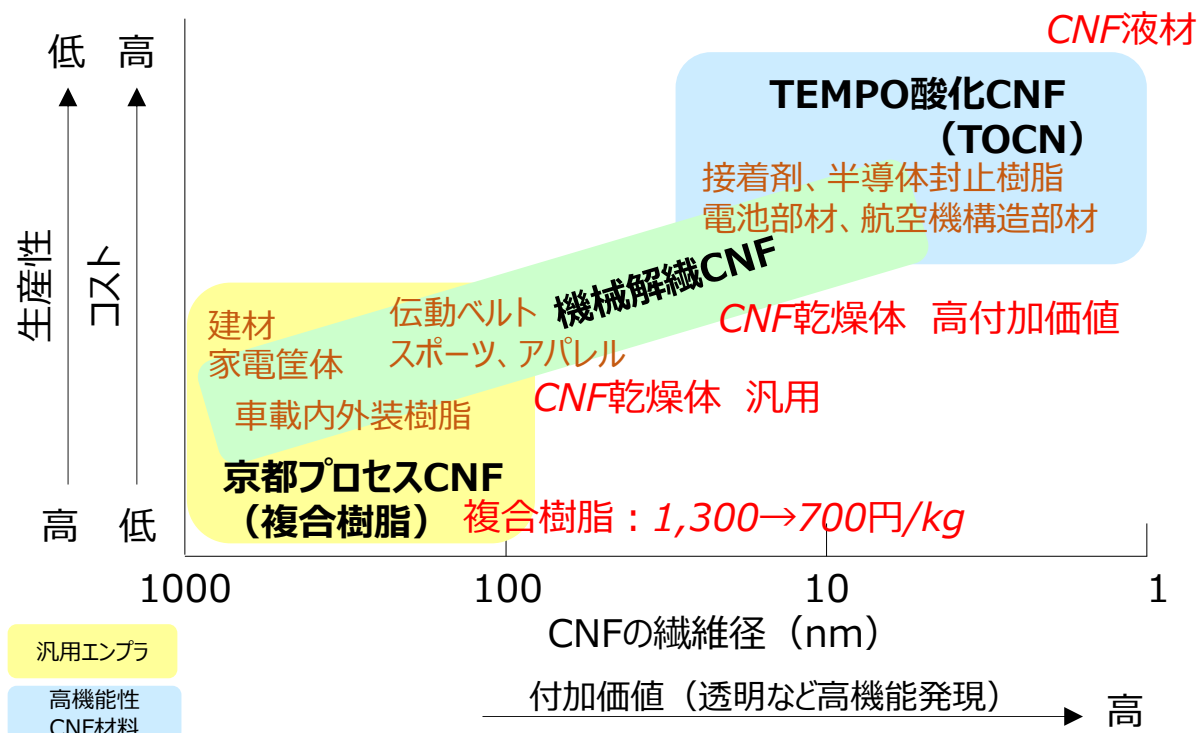 CNF液材
低 高
TEMPO酸化CNF
（TOCN）
接着剤、半導体封止樹脂
電池部材、航空機構造部材
生産性
コスト
機械解繊CNF
建材
家電筐体
伝動ベルト
スポーツ、アパレル
CNF乾燥体 高付加価値
CNF乾燥体 汎用
車載内外装樹脂
京都プロセスCNF
（複合樹脂）
複合樹脂：1,300→700円/kg
高 低
1000 100 10 1
CNFの繊維径（nm）
汎用エンプラ
高機能性
CNF材料
付加価値（透明など高機能発現）
高